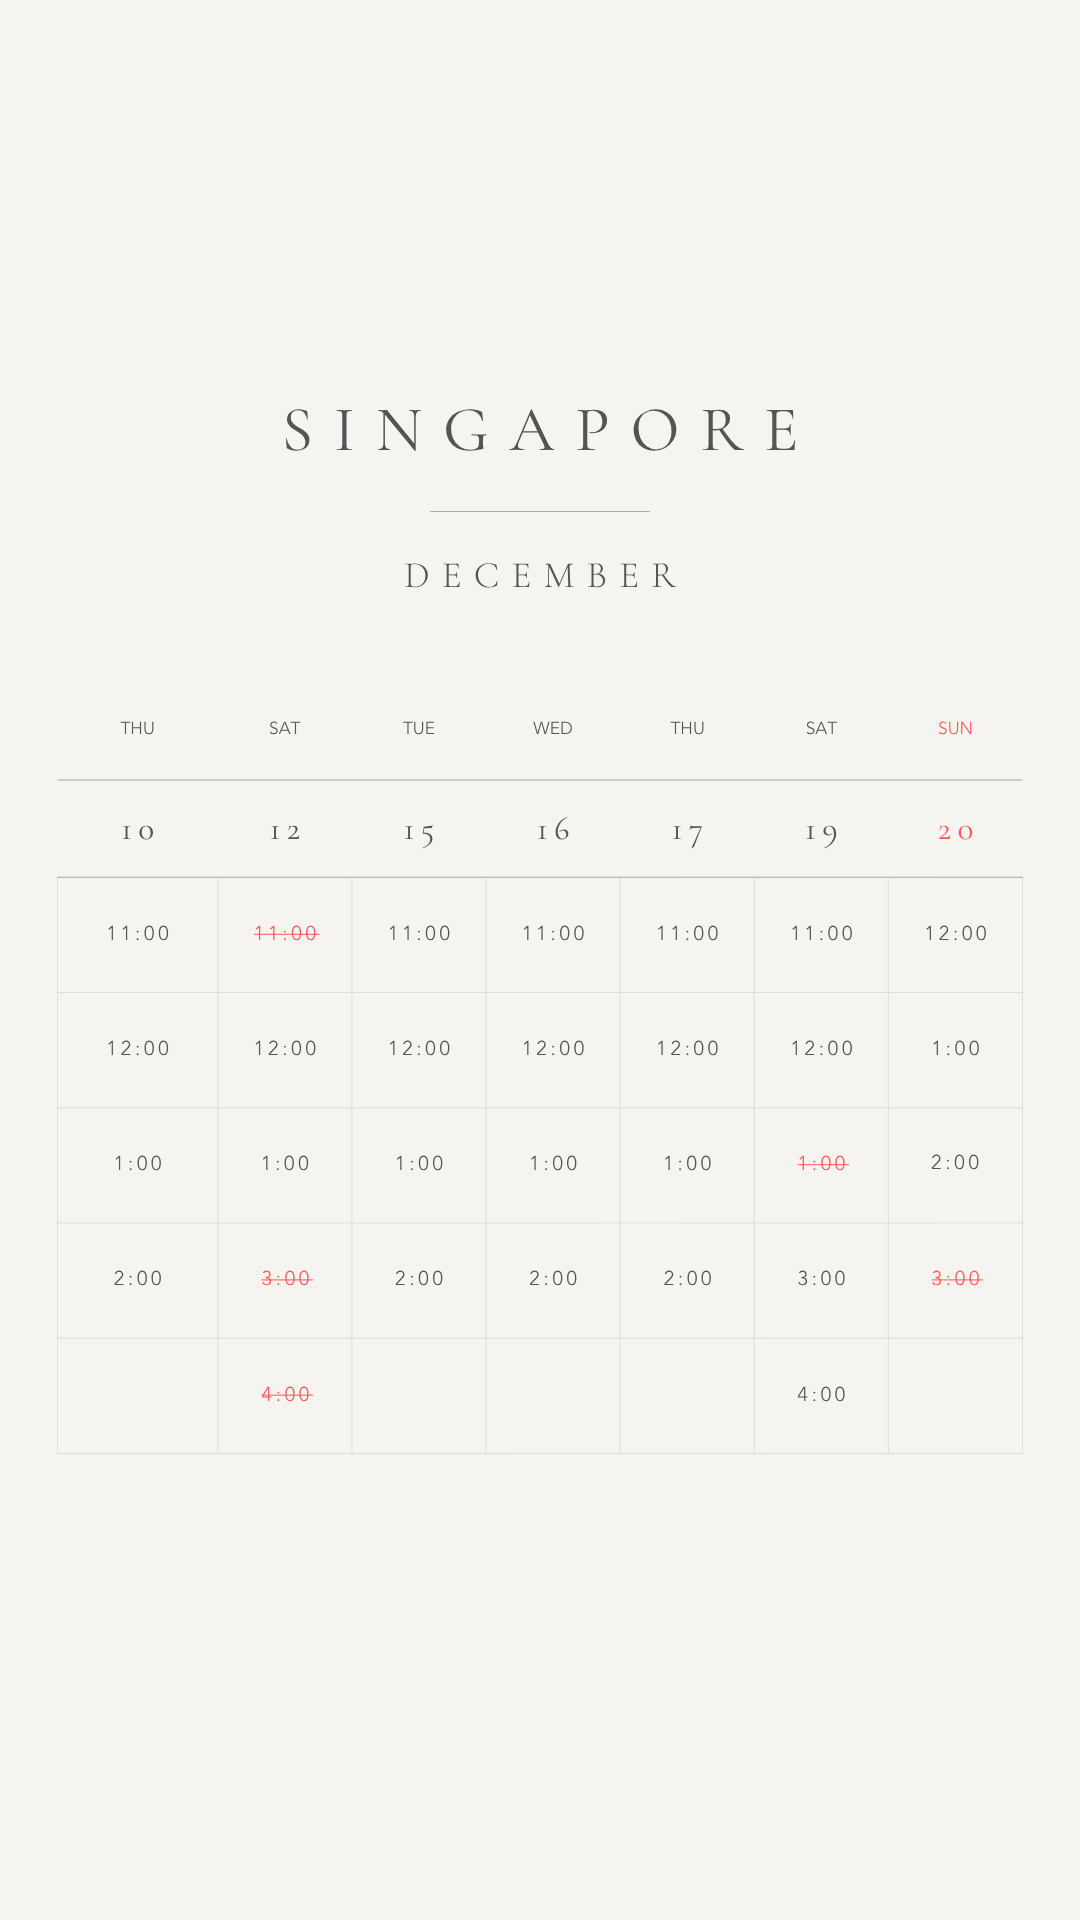 SINGAPORE
DECEMBER
THU SAT TUE WED THU SAT SUN
10 12 15 16 17 19 20
11:00 11:00 11:00 11:00 11:00 11:00 12:00
12:00 12:00 12:00 12:00 12:00 12:00 1:00
1:00 1:00 1:00 1:00 1:00 1:00 2:00
2:00 3:00 2:00 2:00 2:00 3:00 3:00
4:00 4:00